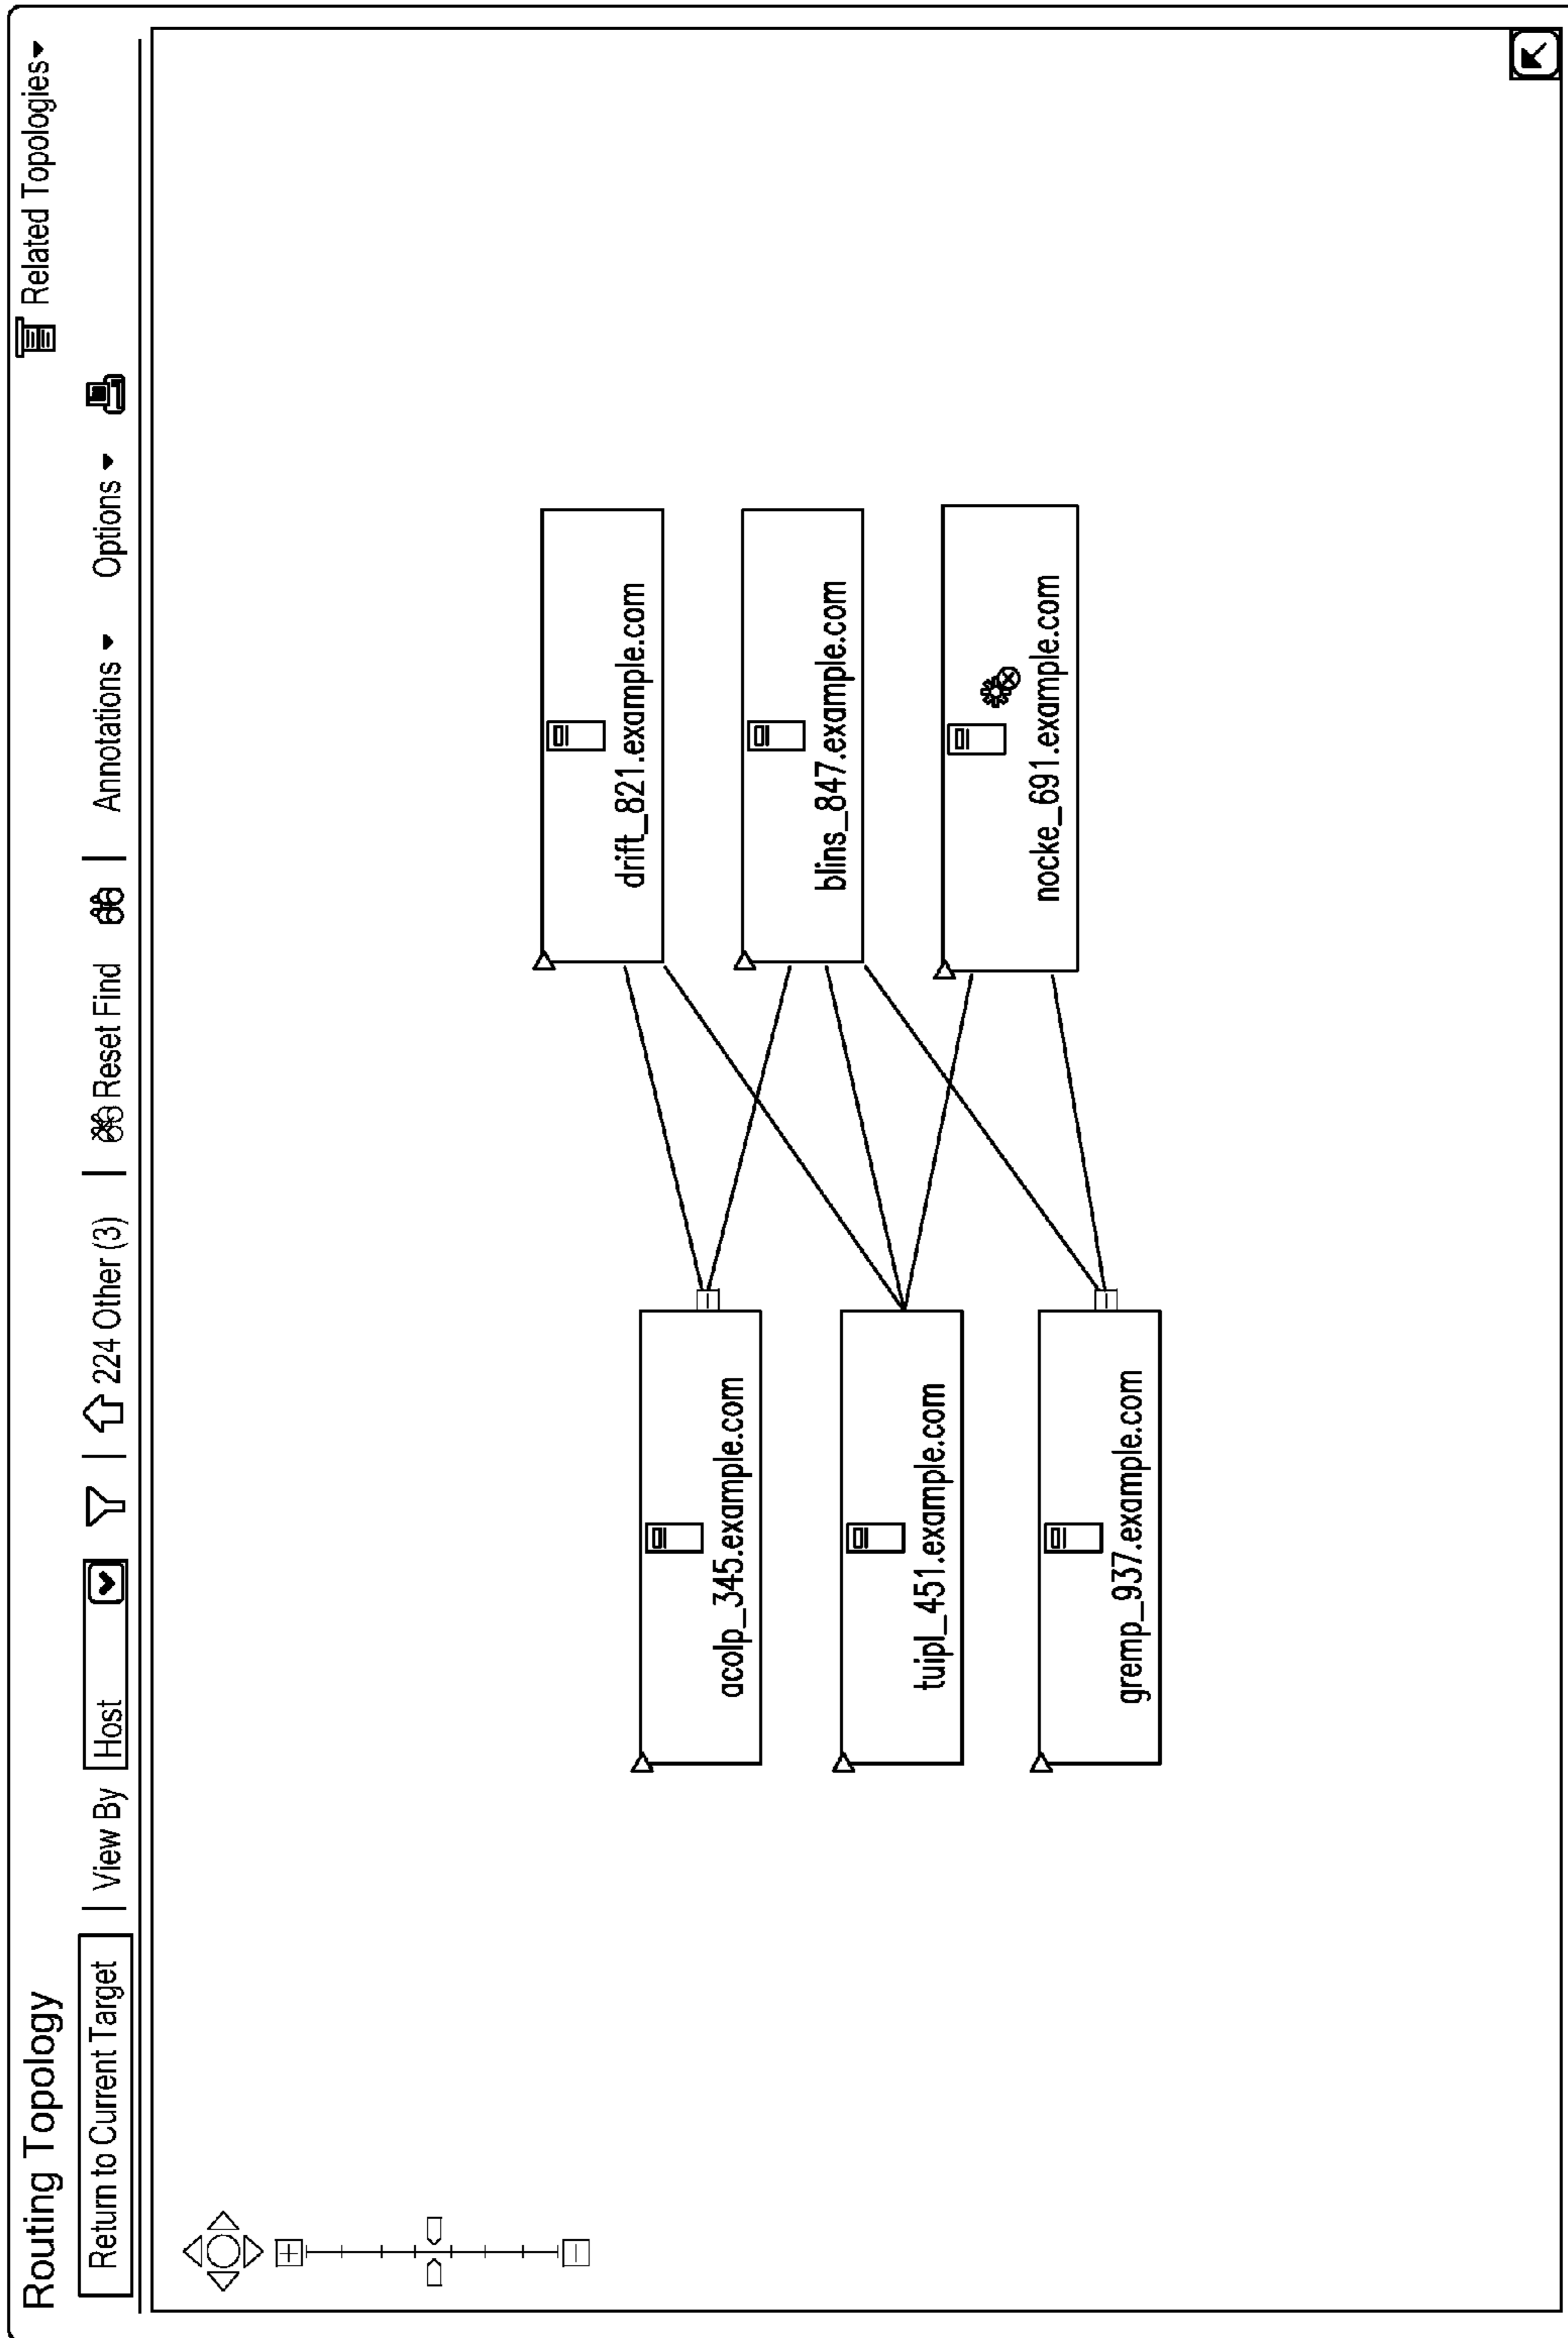 Routing Topology
Related Topologies
Return to Current Target | View By Host | 224 Other (3) | Reset Find | Annotations Options
drift_821.example.com
acolp_345.example.com
blins_847.example.com
tuipl_451.example.com
nocke_691.example.com
gremp_937.example.com